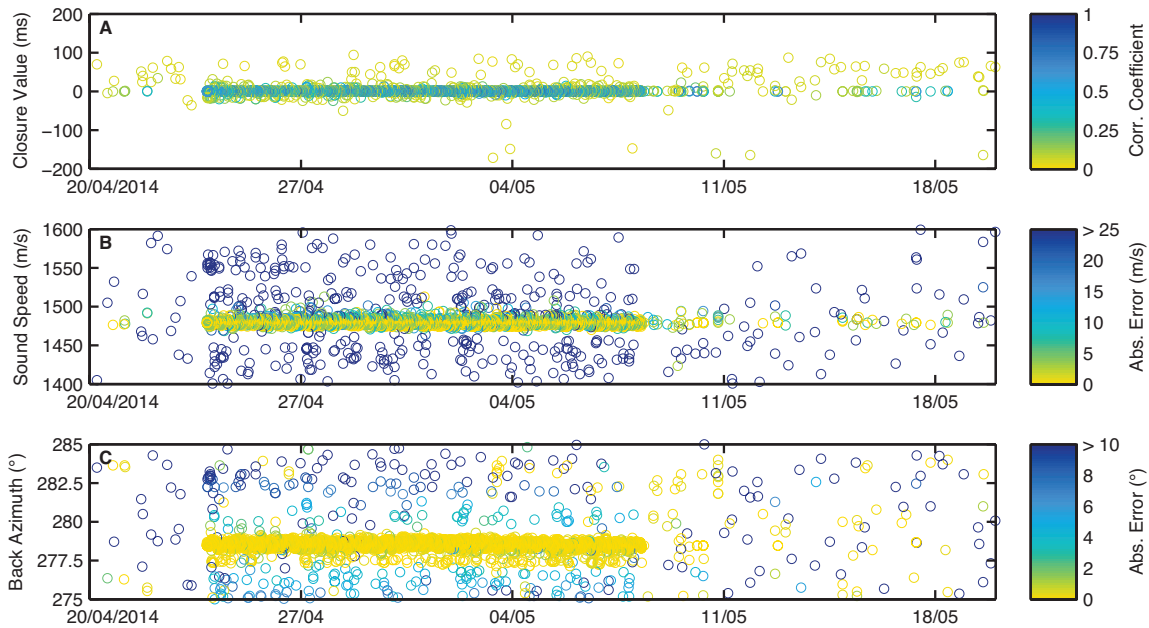 A
Closure Value (ms)
200
100
0
−100
−200
20/04/2014 27/04 04/05 11/05 18/05
1
0.75
0.5
0.25
0
Corr. Coefficient
B
Sound Speed (m/s)
1600
1550
1500
1450
1400
20/04/2014 27/04 04/05 11/05 18/05
> 25
20
15
10
5
0
Abs. Error (m/s)
C
Back Azimuth (°)
285
282.5
280
277.5
275
20/04/2014 27/04 04/05 11/05 18/05
> 10
8
6
4
2
0
Abs. Error (°)